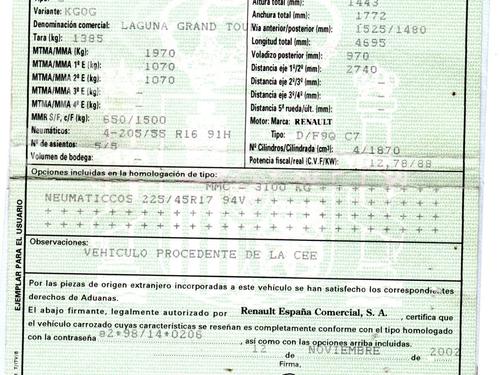 Variante: KG0G
Denominación comercial: LAGUNA GRAND TOU
Tara (kg): 1385
MTMA/MMA (Kg): 1970
MTMA/MMA 1º E (kg): 1070
MTMA/MMA 2º E (kg): 1070
MTMA/MMA 3º E (kg): —
MTMA/MMA 4º E (kg): —
MMR S/F, c/F (kg): 650/1500
Neumáticos: 4-205/55 R16 91H
Nº de asientos: 5/5
Volumen de bodega: —
Altura total (mm): 1443
Anchura total (mm): 1772
Vía anterior/posterior (mm): 1525/1480
Longitud total (mm): 4695
Voladizo posterior (mm): 970
Distancia eje 1º/2º (mm): 2740
Distancia eje 2º/3º (mm): —
Distancia eje 3º/4º (mm): —
Distancia 5ª rueda/últ. (mm): —
Motor: Marca: RENAULT
Tipo: D/F9Q C7
Nº Cilindros/Cilindrada (cm³): 4/1870
Potencia fiscal/real (C.V.F/KW): 12,78/88
Opciones incluidas en la homologación de tipo:
MMC - 3100 KG
NEUMATICCOS 225/45R17 94V
Observaciones:
VEHICULO PROCEDENTE DE LA CEE
Por las piezas de origen extranjero incorporadas a este vehículo se han satisfecho los correspondientes
derechos de Aduanas.
El abajo firmante, legalmente autorizado por Renault España Comercial, S. A., certifica que
el vehículo carrozado cuyas características se reseñan es completamente conforme con el tipo homologado
con la contraseña e2*98/14*0206, así como con las opciones arriba incluidas.
12 de NOVIEMBRE de 2002
Firma,
EJEMPLAR PARA EL USUARIO